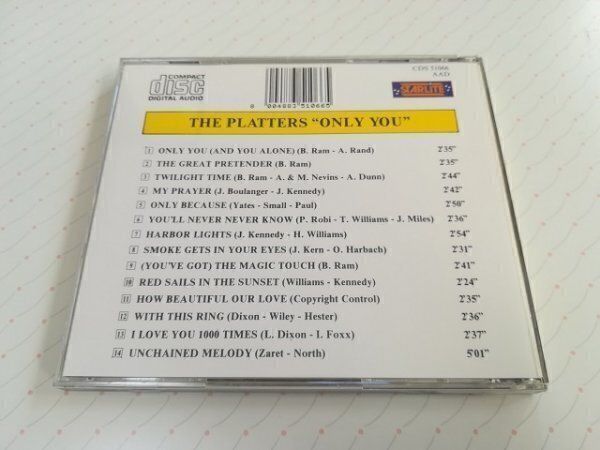 COMPACT
disc
DIGITAL AUDIO
8 004883 510665
CDS 51066
AAD
STARLITE
THE PLATTERS "ONLY YOU"
1 ONLY YOU (AND YOU ALONE) (B. Ram - A. Rand) 2'35"
2 THE GREAT PRETENDER (B. Ram) 2'35"
3 TWILIGHT TIME (B. Ram - A. & M. Nevins - A. Dunn) 2'44"
4 MY PRAYER (J. Boulanger - J. Kennedy) 2'42"
5 ONLY BECAUSE (Yates - Small - Paul) 2'50"
6 YOU'LL NEVER NEVER KNOW (P. Robi - T. Williams - J. Miles) 2'36"
7 HARBOR LIGHTS (J. Kennedy - H. Williams) 2'54"
8 SMOKE GETS IN YOUR EYES (J. Kern - O. Harbach) 2'31"
9 (YOU'VE GOT) THE MAGIC TOUCH (B. Ram) 2'41"
10 RED SAILS IN THE SUNSET (Williams - Kennedy) 2'24"
11 HOW BEAUTIFUL OUR LOVE (Copyright Control) 2'35"
12 WITH THIS RING (Dixon - Wiley - Hester) 2'36"
13 I LOVE YOU 1000 TIMES (L. Dixon - I. Foxx) 2'37"
14 UNCHAINED MELODY (Zaret - North) 5'01"